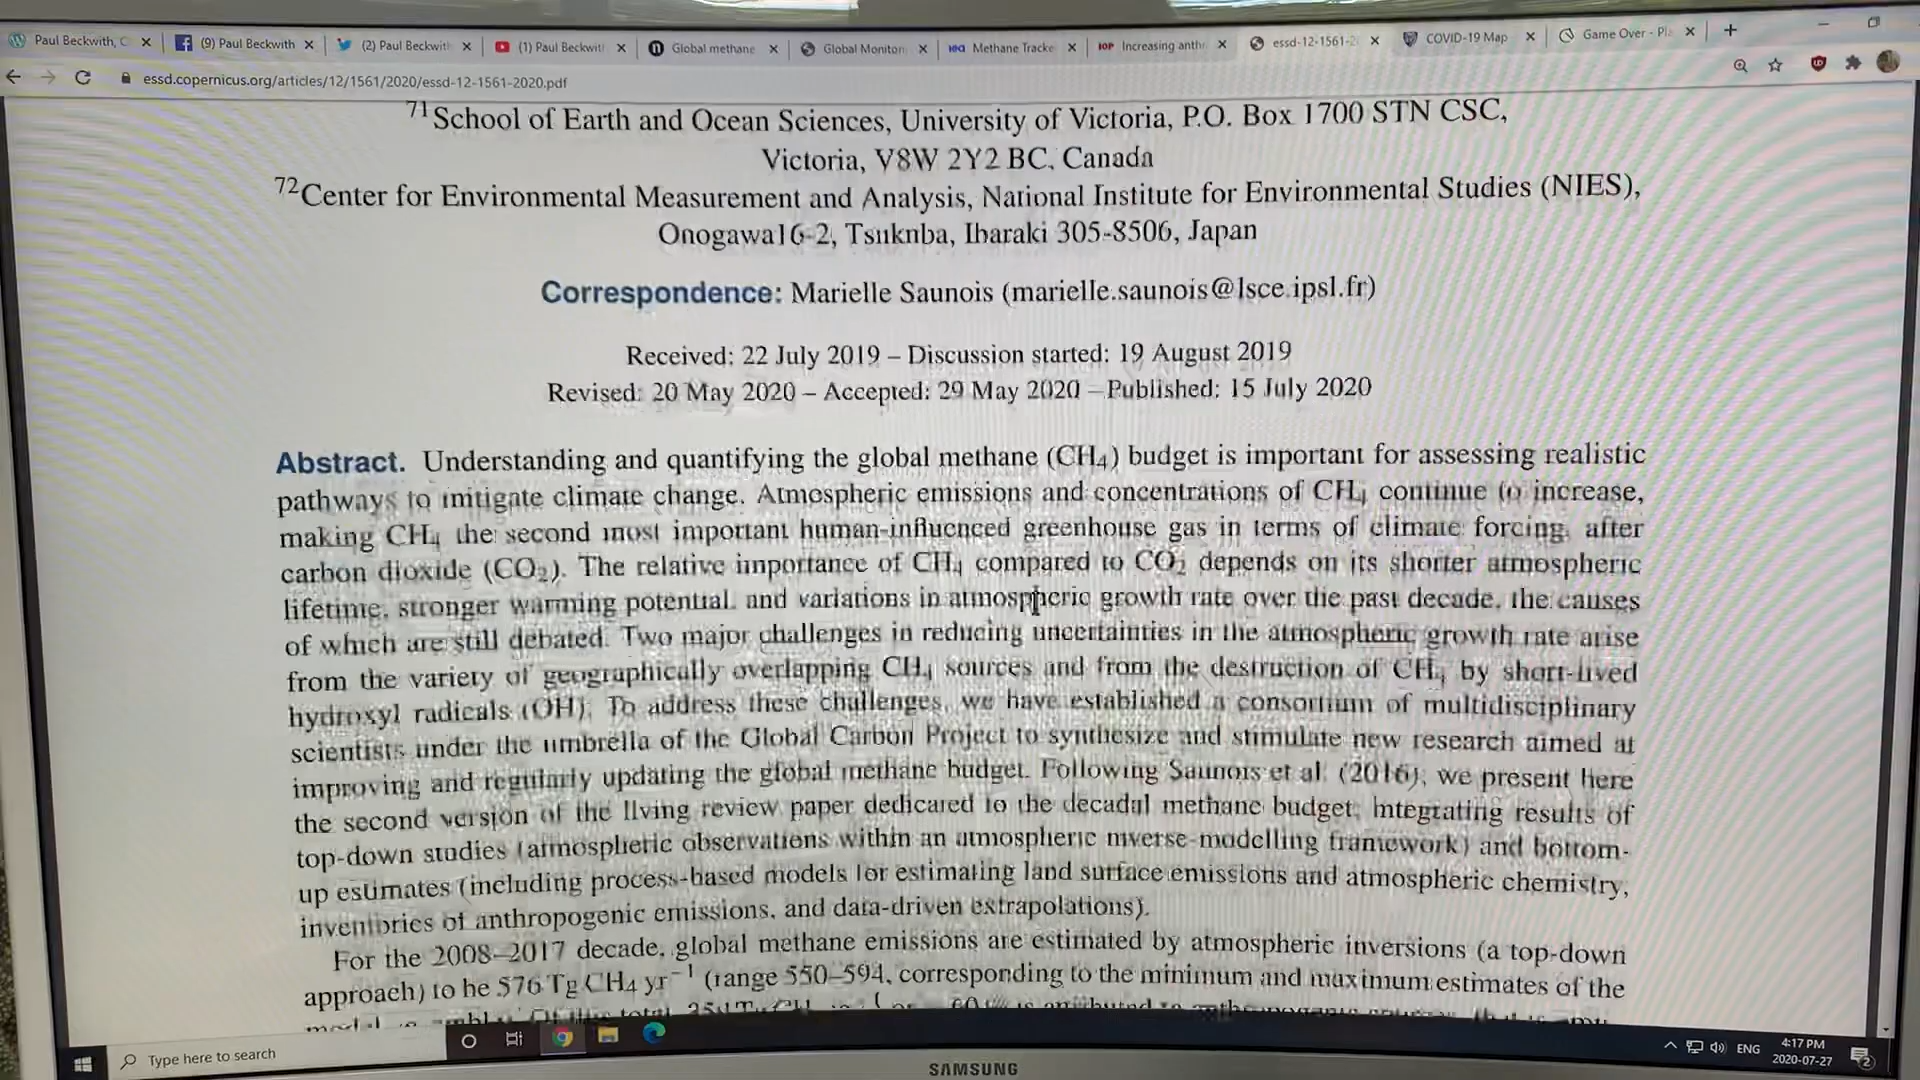 Paul Beckwith, C
(9) Paul Beckwith
(2) Paul Beckwith
(1) Paul Beckwit
Global methane
Global Monitori
Methane Tracke
IOP Increasing anthr
essd-12-1561-2
COVID-19 Map
Game Over - Pla
essd.copernicus.org/articles/12/1561/2020/essd-12-1561-2020.pdf
71School of Earth and Ocean Sciences, University of Victoria, P.O. Box 1700 STN CSC,
Victoria, V8W 2Y2 BC, Canada
72Center for Environmental Measurement and Analysis, National Institute for Environmental Studies (NIES),
Onogawa16-2, Tsukuba, Ibaraki 305-8506, Japan
Correspondence: Marielle Saunois (marielle.saunois@lsce.ipsl.fr)
Received: 22 July 2019 – Discussion started: 19 August 2019
Revised: 20 May 2020 – Accepted: 29 May 2020 – Published: 15 July 2020
Abstract. Understanding and quantifying the global methane (CH4) budget is important for assessing realistic
pathways to mitigate climate change. Atmospheric emissions and concentrations of CH4 continue to increase,
making CH4 the second most important human-influenced greenhouse gas in terms of climate forcing, after
carbon dioxide (CO2). The relative importance of CH4 compared to CO2 depends on its shorter atmospheric
lifetime, stronger warming potential, and variations in atmospheric growth rate over the past decade, the causes
of which are still debated. Two major challenges in reducing uncertainties in the atmospheric growth rate arise
from the variety of geographically overlapping CH4 sources and from the destruction of CH4 by short-lived
hydroxyl radicals (OH). To address these challenges, we have established a consortium of multidisciplinary
scientists under the umbrella of the Global Carbon Project to synthesize and stimulate new research aimed at
improving and regularly updating the global methane budget. Following Saunois et al. (2016), we present here
the second version of the living review paper dedicated to the decadal methane budget, integrating results of
top-down studies (atmospheric observations within an atmospheric inverse-modelling framework) and bottom-
up estimates (including process-based models for estimating land surface emissions and atmospheric chemistry,
inventories of anthropogenic emissions, and data-driven extrapolations).
For the 2008–2017 decade, global methane emissions are estimated by atmospheric inversions (a top-down
approach) to be 576 Tg CH4 yr−1 (range 550–594, corresponding to the minimum and maximum estimates of the
Type here to search
ENG
4:17 PM
2020-07-27
2
SAMSUNG